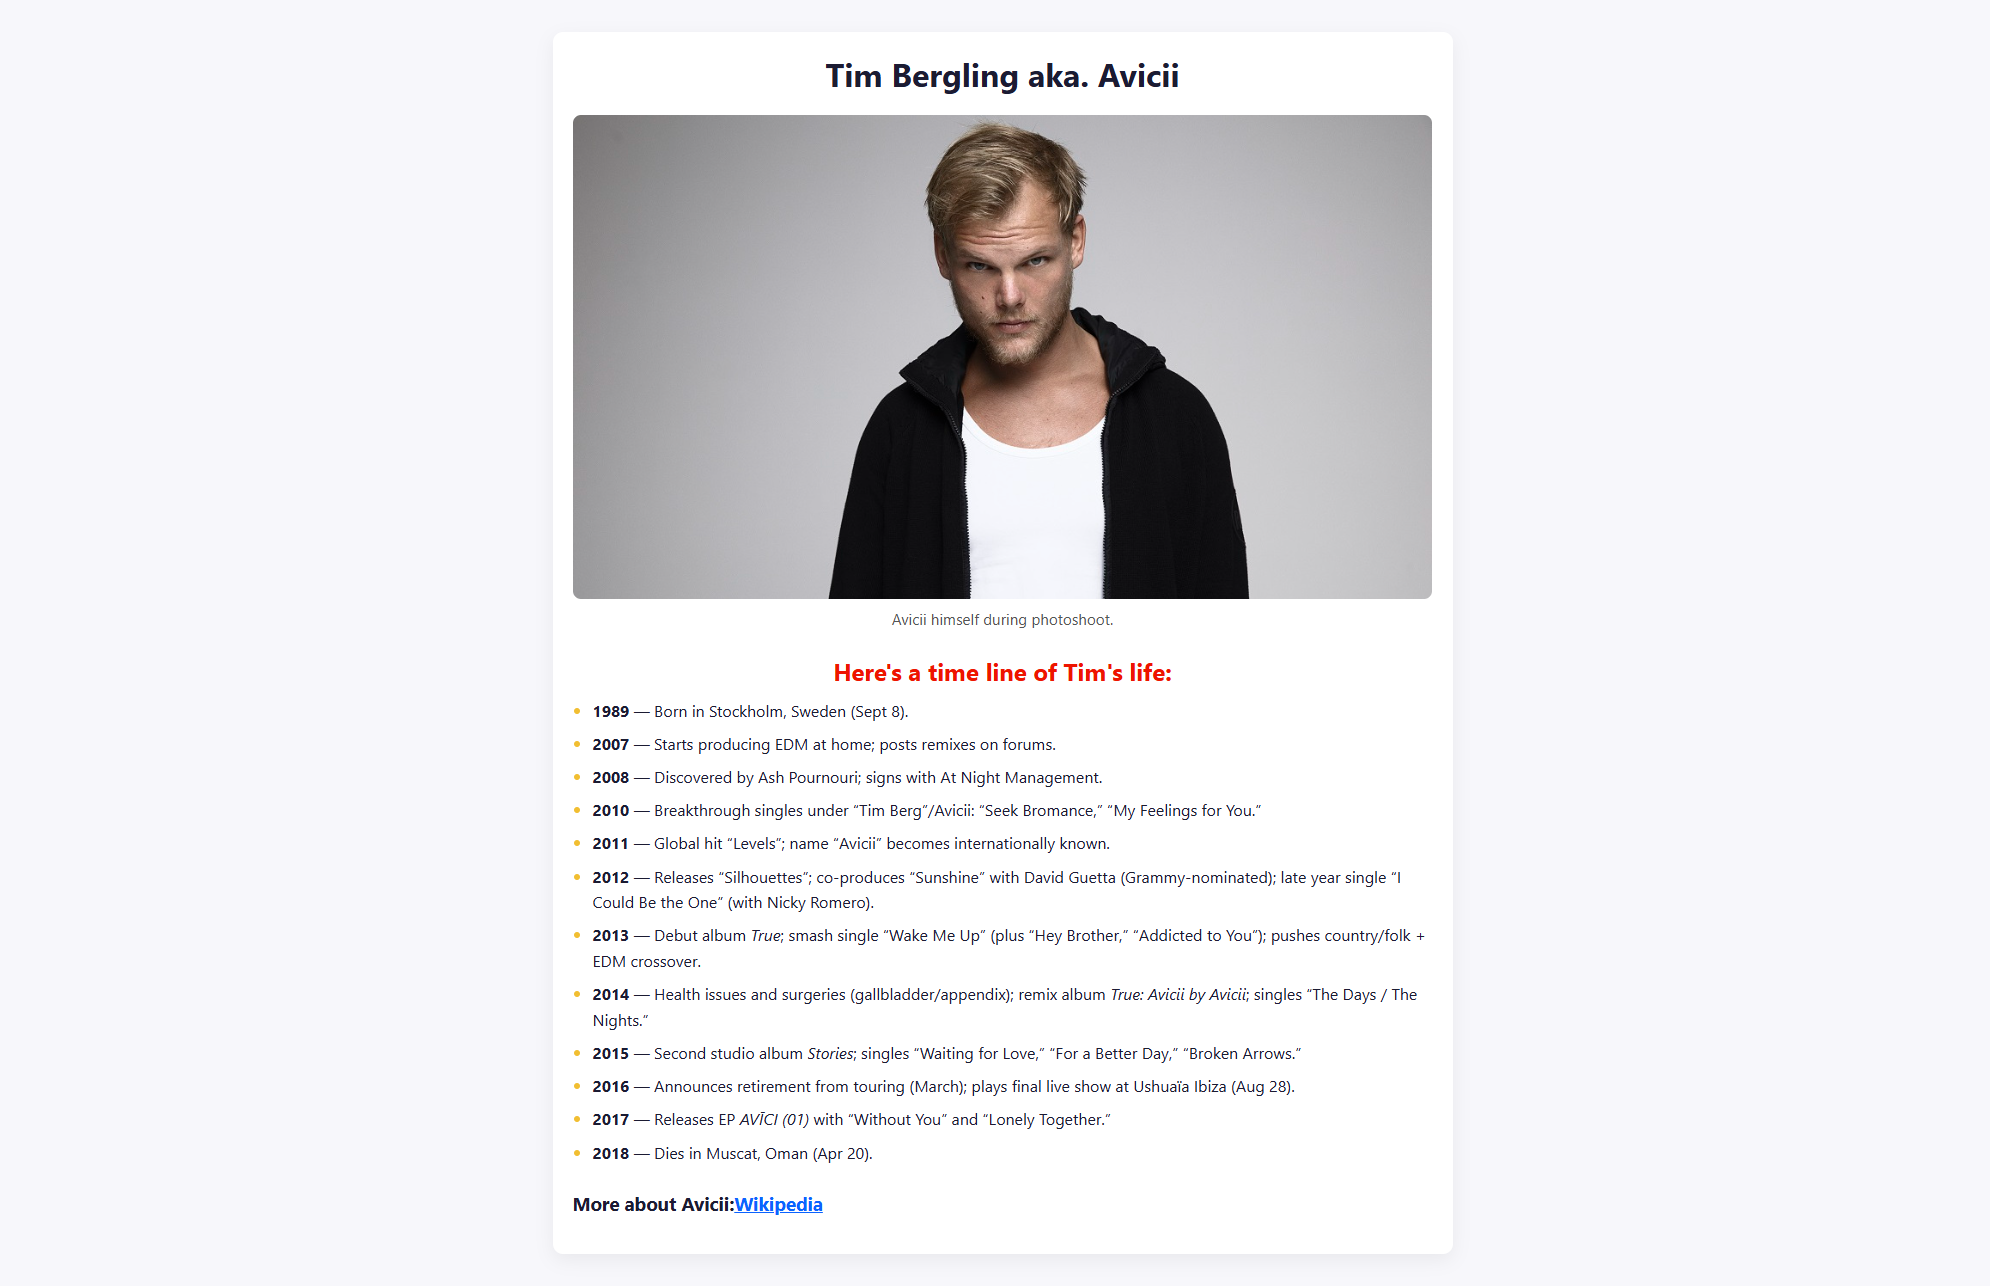 Tim Bergling aka. Avicii
Avicii himself during photoshoot.
Here's a time line of Tim's life:
• 1989 — Born in Stockholm, Sweden (Sept 8).
• 2007 — Starts producing EDM at home; posts remixes on forums.
• 2008 — Discovered by Ash Pournouri; signs with At Night Management.
• 2010 — Breakthrough singles under “Tim Berg”/Avicii: “Seek Bromance,” “My Feelings for You.”
• 2011 — Global hit “Levels”; name “Avicii” becomes internationally known.
• 2012 — Releases “Silhouettes”; co-produces “Sunshine” with David Guetta (Grammy-nominated); late year single “I
Could Be the One” (with Nicky Romero).
• 2013 — Debut album True; smash single “Wake Me Up” (plus “Hey Brother,” “Addicted to You”); pushes country/folk +
EDM crossover.
• 2014 — Health issues and surgeries (gallbladder/appendix); remix album True: Avicii by Avicii; singles “The Days / The
Nights.”
• 2015 — Second studio album Stories; singles “Waiting for Love,” “For a Better Day,” “Broken Arrows.”
• 2016 — Announces retirement from touring (March); plays final live show at Ushuaïa Ibiza (Aug 28).
• 2017 — Releases EP AVĪCI (01) with “Without You” and “Lonely Together.”
• 2018 — Dies in Muscat, Oman (Apr 20).
More about Avicii:Wikipedia